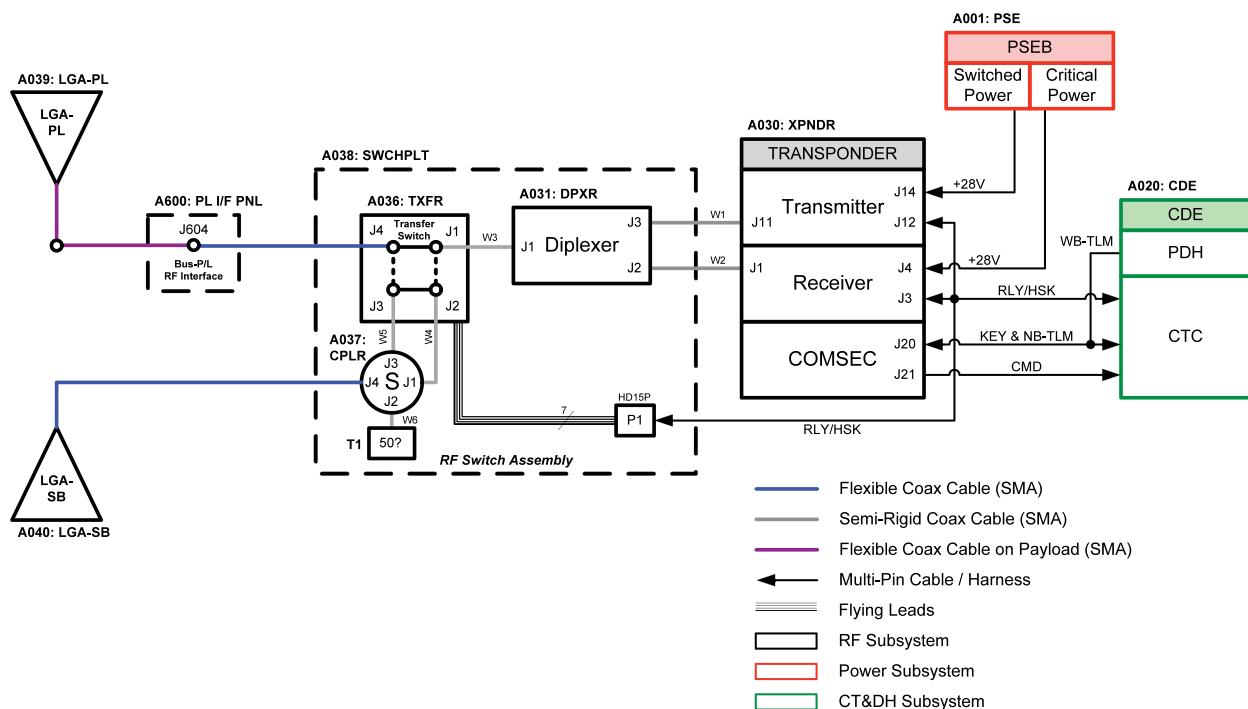 A001: PSE
PSEB
Switched
Power
Critical
Power
A039: LGA-PL
LGA-
PL
A030: XPNDR
TRANSPONDER
A038: SWCHPLT
A600: PL I/F PNL
J604
Bus-P/L
RF Interface
A036: TXFR
Transfer
Switch
J4
J1
J3
J2
W3
A031: DPXR
J1
Diplexer
J3
J2
W1
W2
Transmitter
J11
J14
J12
+28V
Receiver
J1
J4
J3
+28V
RLY/HSK
COMSEC
J20
J21
KEY & NB-TLM
CMD
A020: CDE
CDE
WB-TLM
PDH
CTC
W5
W4
A037:
CPLR
J3
J4
S
J1
J2
W6
T1
50?
7
HD15P
P1
RLY/HSK
RF Switch Assembly
LGA-
SB
A040: LGA-SB
Flexible Coax Cable (SMA)
Semi-Rigid Coax Cable (SMA)
Flexible Coax Cable on Payload (SMA)
Multi-Pin Cable / Harness
Flying Leads
RF Subsystem
Power Subsystem
CT&DH Subsystem